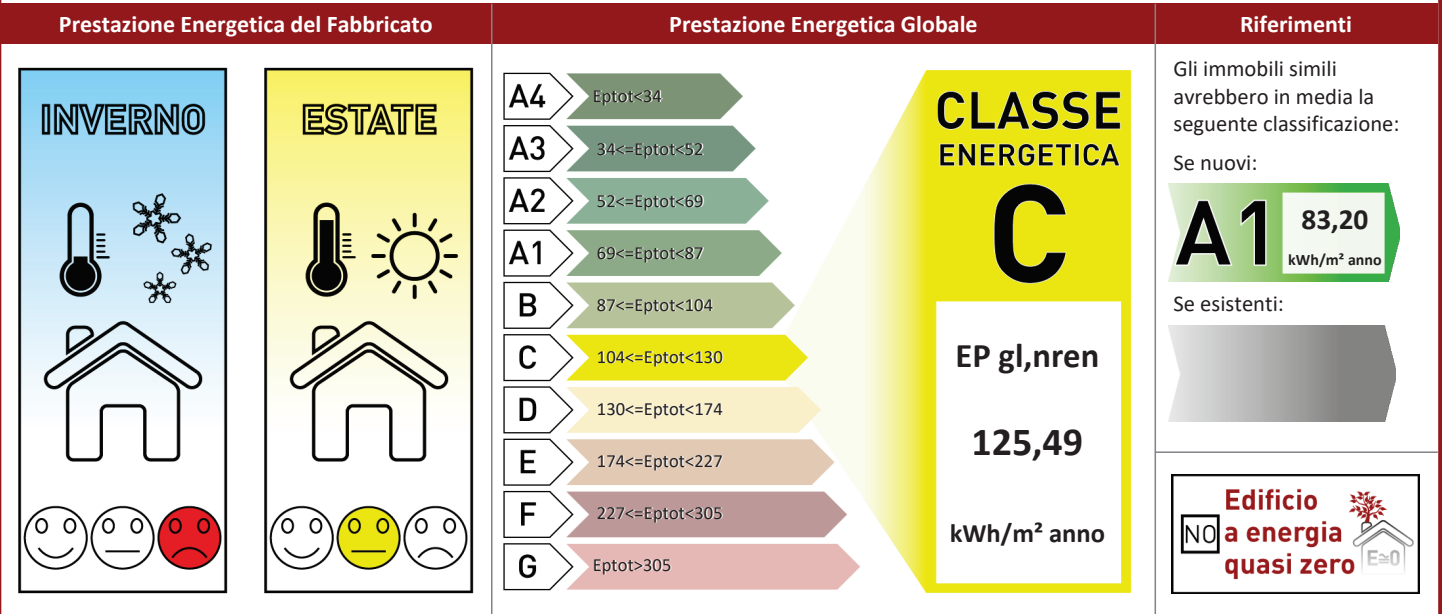 Prestazione Energetica del Fabbricato
Prestazione Energetica Globale
Riferimenti
INVERNO
ESTATE
A4 Eptot<34
A3 34<=Eptot<52
A2 52<=Eptot<69
A1 69<=Eptot<87
B 87<=Eptot<104
C 104<=Eptot<130
D 130<=Eptot<174
E 174<=Eptot<227
F 227<=Eptot<305
G Eptot>305
CLASSE
ENERGETICA
C
EP gl,nren
125,49
kWh/m² anno
Gli immobili simili
avrebbero in media la
seguente classificazione:
Se nuovi:
A1 83,20
kWh/m² anno
Se esistenti:
Edificio
NO a energia
quasi zero
E≅0